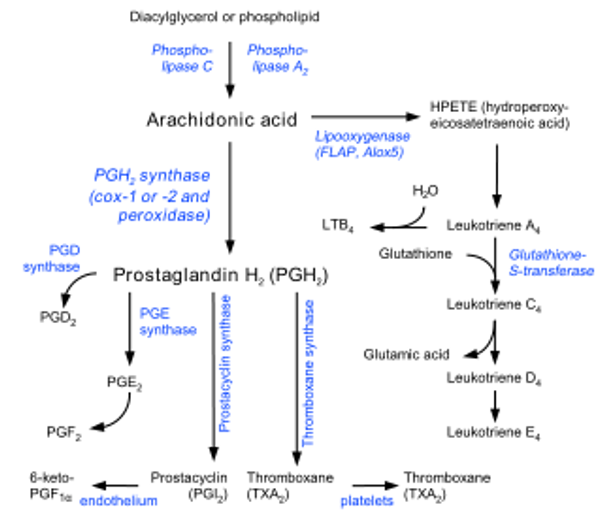 Diacylglycerol or phospholipid
Phospho-
lipase C
Phospho-
lipase A₂
Arachidonic acid
HPETE (hydroperoxy-
eicosatetraenoic acid)
Lipooxygenase
(FLAP, Alox5)
PGH₂ synthase
(cox-1 or -2 and
peroxidase)
H₂O
LTB₄
Leukotriene A₄
Glutathione
Glutathione-
S-transferase
PGD
synthase
Prostaglandin H₂ (PGH₂)
Leukotriene C₄
PGD₂
PGE
synthase
Prostacyclin synthase
Thromboxane synthase
Glutamic acid
Leukotriene D₄
PGE₂
PGF₂
Leukotriene E₄
6-keto-
PGF₁α
endothelium
Prostacyclin
(PGI₂)
Thromboxane
(TXA₂)
platelets
Thromboxane
(TXA₂)